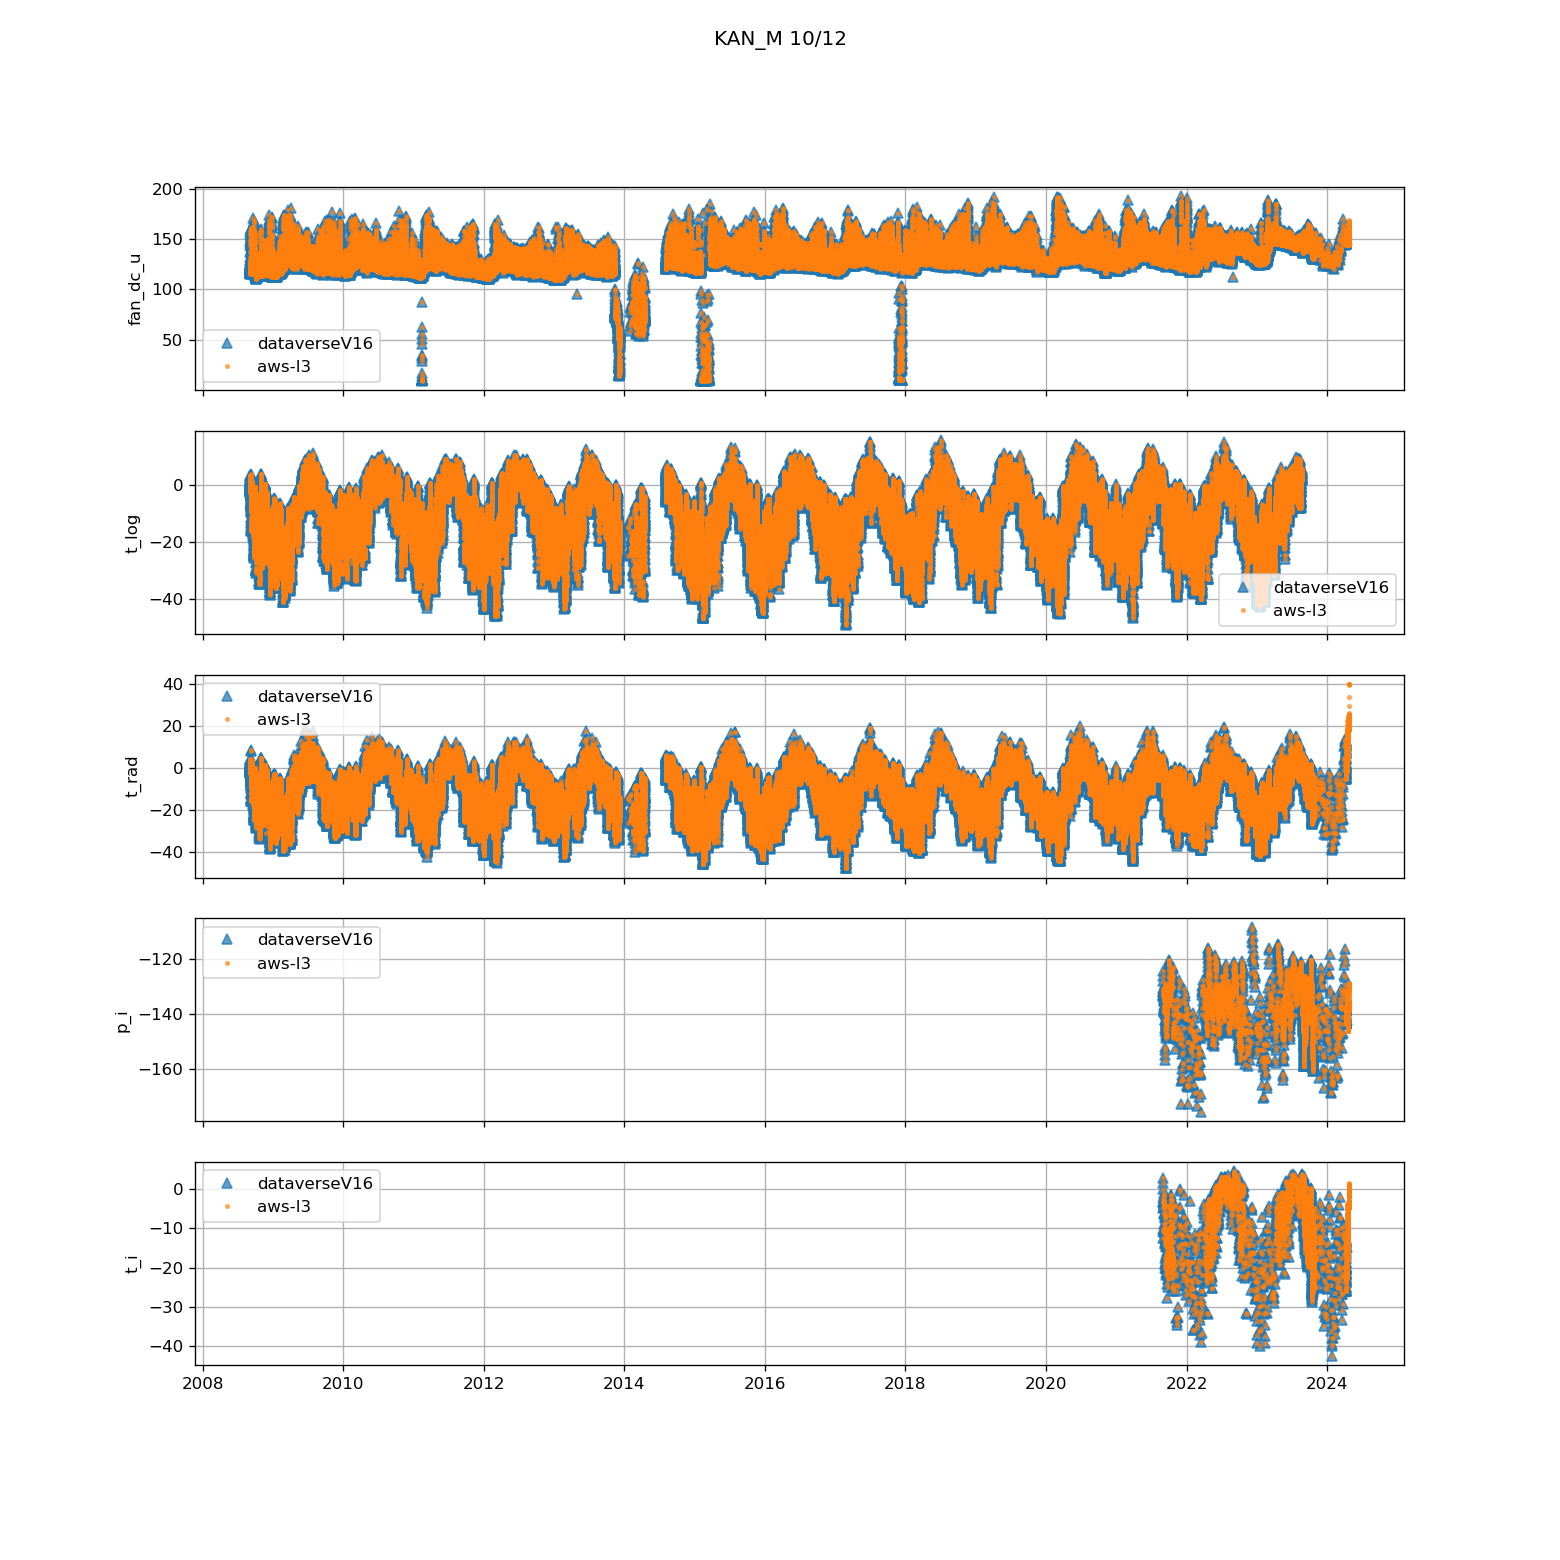 KAN_M 10/12
200
150
100
50
fan_dc_u
dataverseV16
aws-l3
0
−20
−40
t_log
dataverseV16
aws-l3
40
20
0
−20
−40
t_rad
dataverseV16
aws-l3
−120
−140
−160
p_i
dataverseV16
aws-l3
0
−10
−20
−30
−40
t_i
dataverseV16
aws-l3
2008 2010 2012 2014 2016 2018 2020 2022 2024